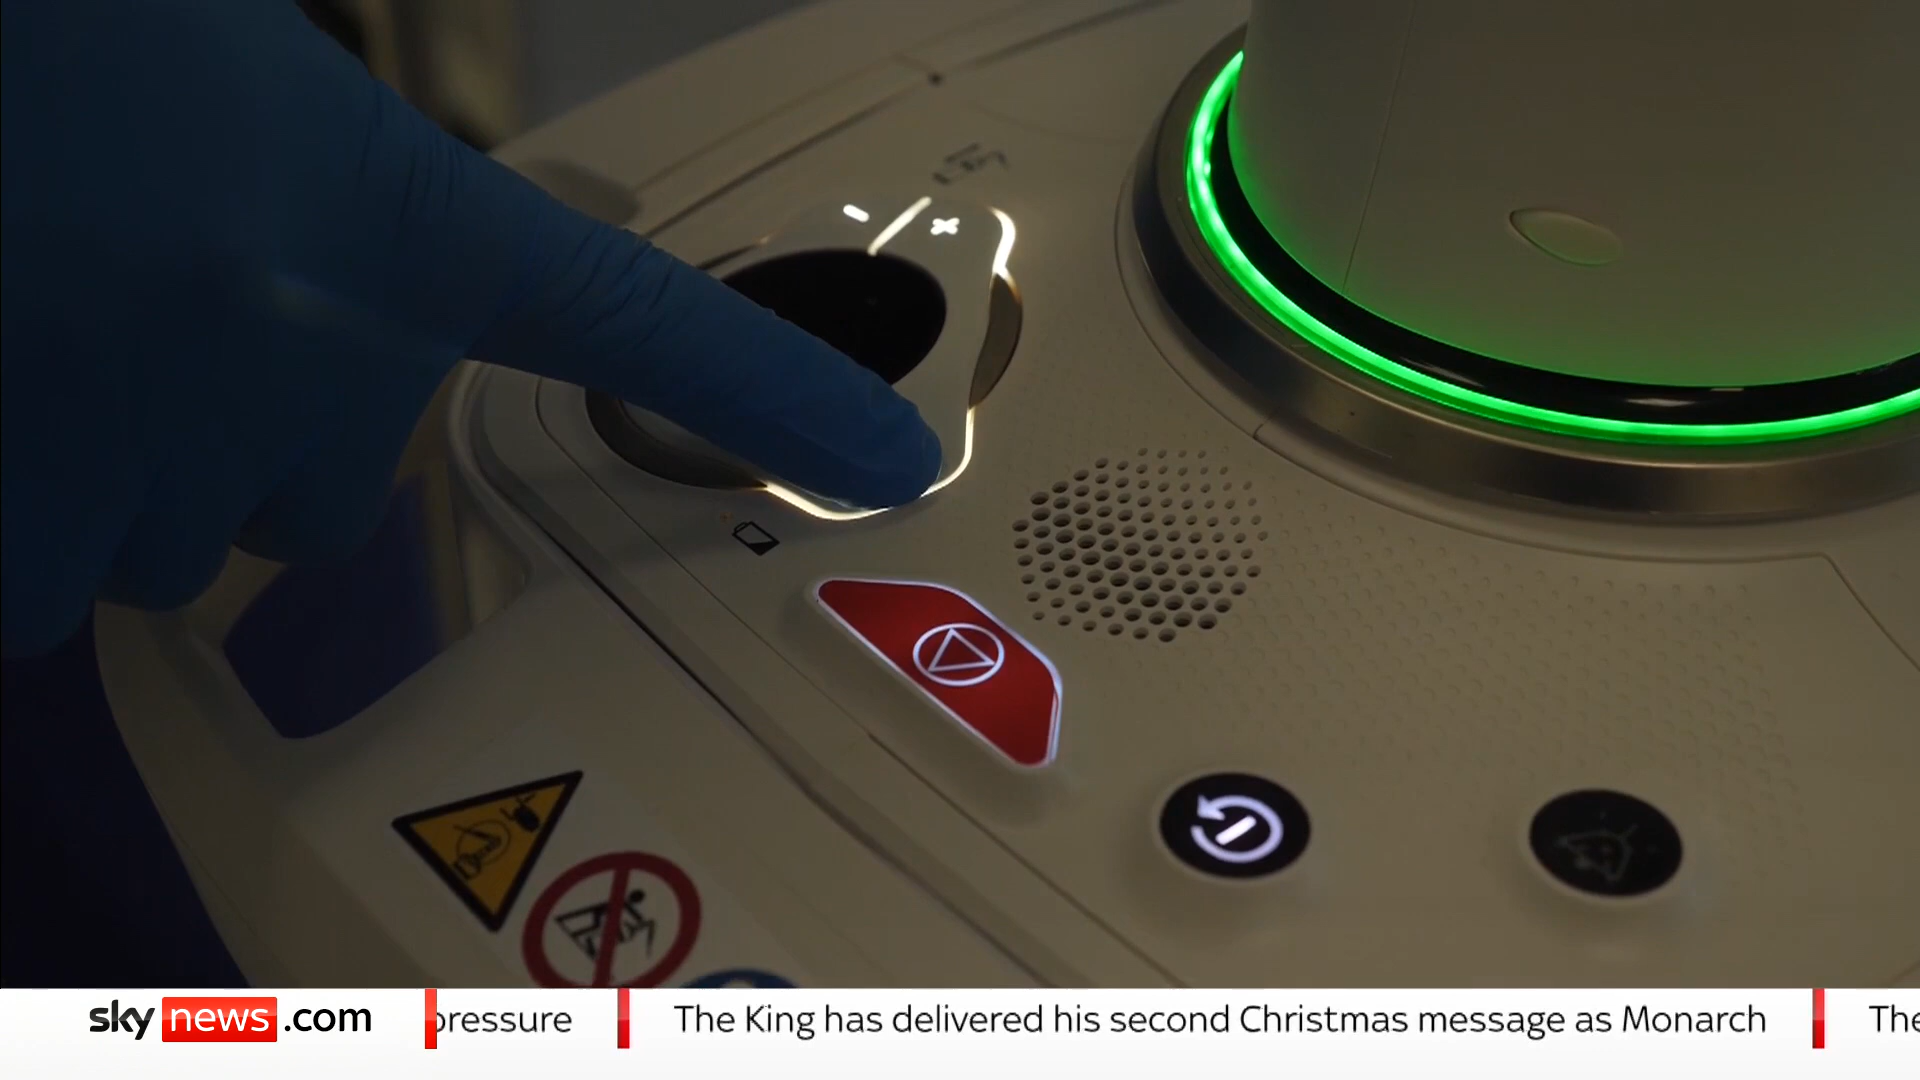 sky news .com
pressure
The King has delivered his second Christmas message as Monarch
The